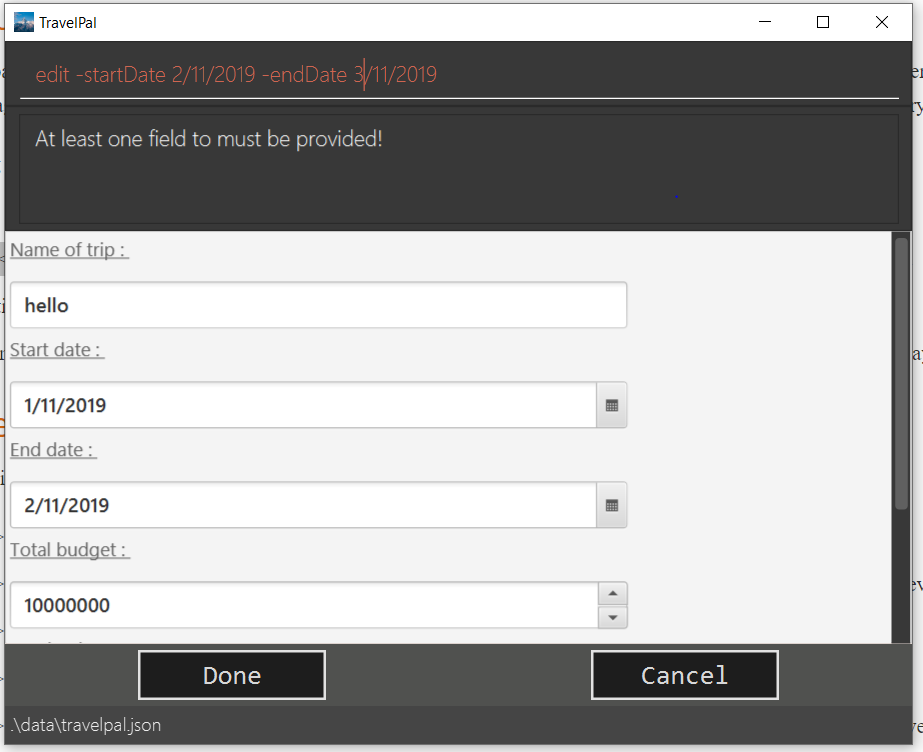 TravelPal
edit -startDate 2/11/2019 -endDate 3/11/2019
At least one field to must be provided!
Name of trip :
hello
Start date :
1/11/2019
End date :
2/11/2019
Total budget :
10000000
Done
Cancel
.\data\travelpal.json